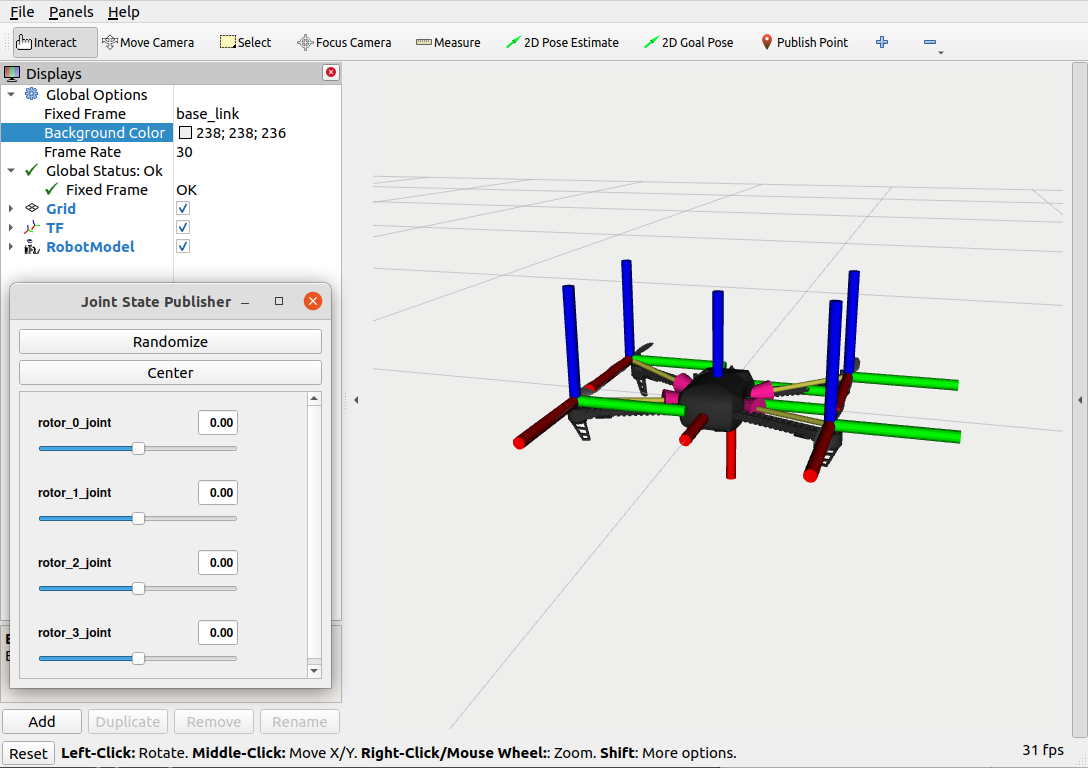 File Panels Help
Interact Move Camera Select Focus Camera Measure 2D Pose Estimate 2D Goal Pose Publish Point
Displays
Global Options
Fixed Frame base_link
Background Color 238; 238; 236
Frame Rate 30
Global Status: Ok
Fixed Frame OK
Grid
TF
RobotModel
Joint State Publisher
Randomize
Center
rotor_0_joint 0.00
rotor_1_joint 0.00
rotor_2_joint 0.00
rotor_3_joint 0.00
Add Duplicate Remove Rename
Reset Left-Click: Rotate. Middle-Click: Move X/Y. Right-Click/Mouse Wheel:: Zoom. Shift: More options. 31 fps